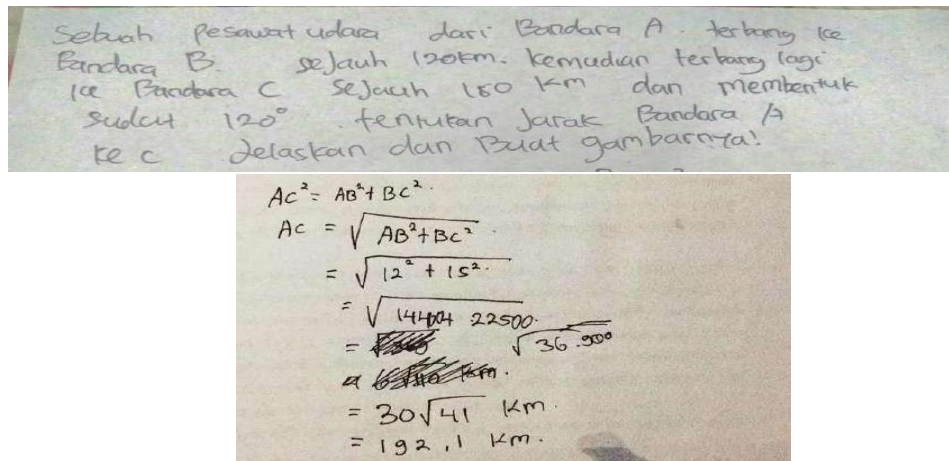 Sebuah Pesawat udara dari Bandara A. terbang ke
Bandara B. sejauh 120km. kemudian terbang lagi
ke Bandara C sejauh 150 km dan membentuk
sudut 120° . tentukan Jarak Bandara A
ke C Jelaskan dan Buat gambarnya!
AC² = AB² + BC².
AC = √AB² + BC²
= √12² + 15².
= √14400 22500.
= √36.900
= km.
= 30√41 km.
= 192,1 km.